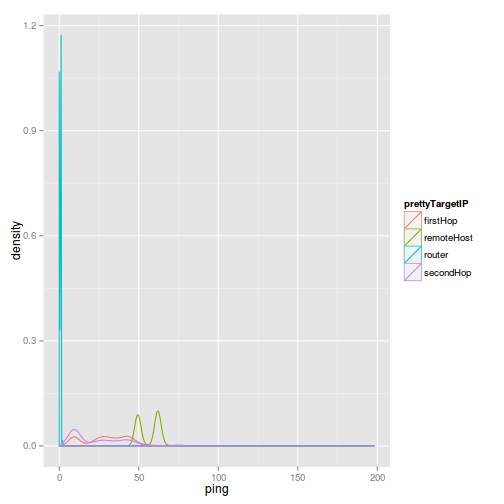 1.2
0.9
0.6
0.3
0.0
density
0
50
100
150
200
ping
prettyTargetIP
firstHop
remoteHost
router
secondHop